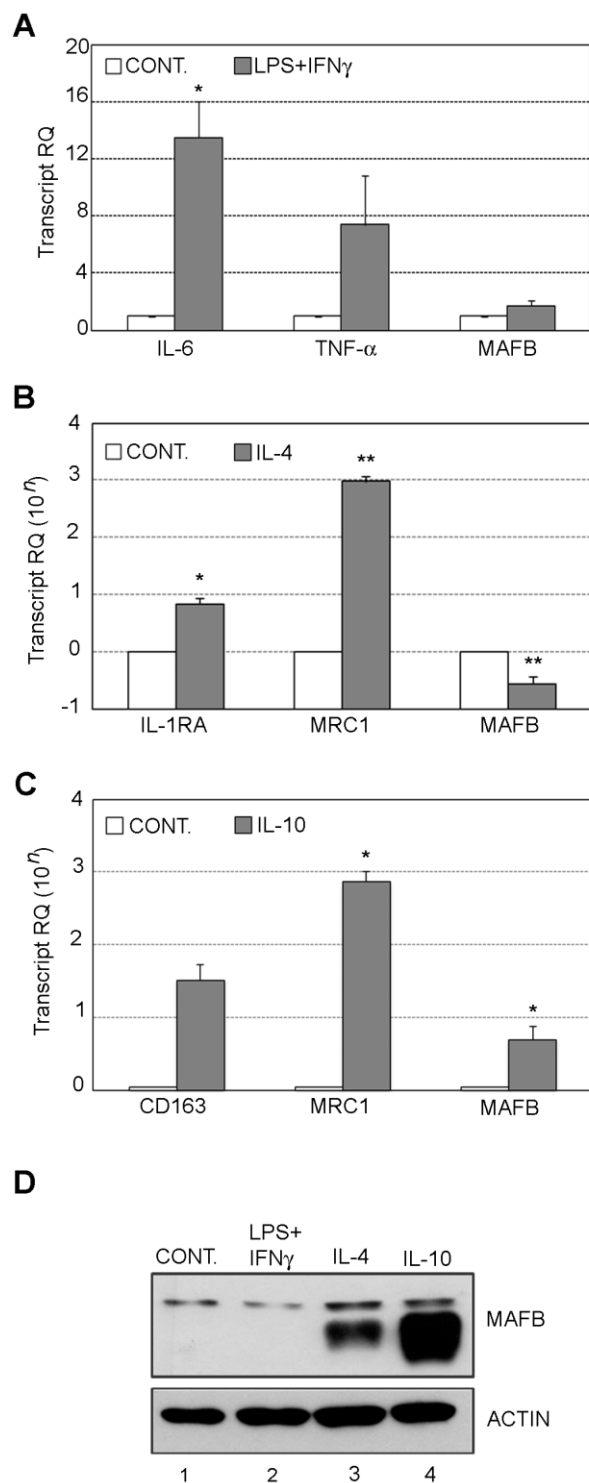 A
20
16
12
8
4
0
Transcript RQ
CONT. LPS+IFNγ
*
IL-6 TNF-α MAFB
B
4
3
2
1
0
-1
Transcript RQ (10ⁿ)
CONT. IL-4
* ** **
IL-1RA MRC1 MAFB
C
4
3
2
1
0
Transcript RQ (10ⁿ)
CONT. IL-10
* *
CD163 MRC1 MAFB
D
CONT. LPS+ IL-4 IL-10
IFNγ
MAFB
ACTIN
1 2 3 4